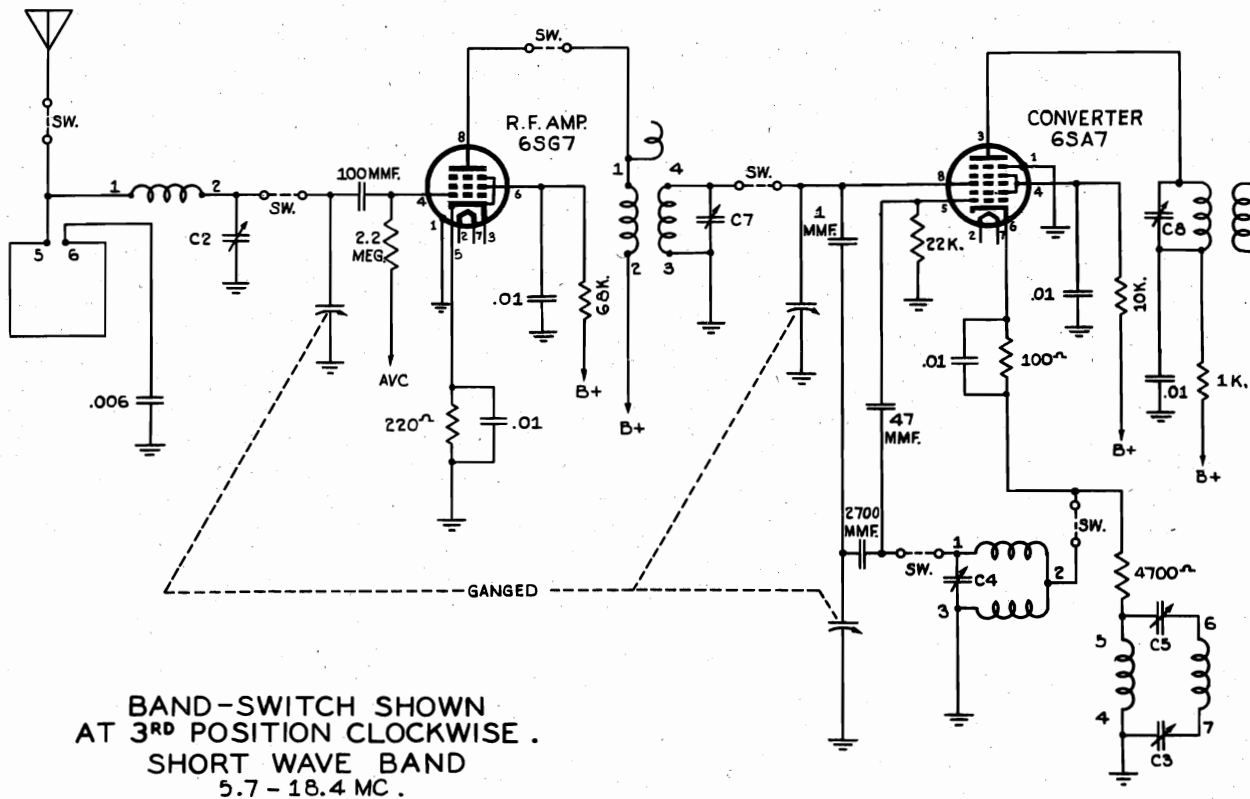 SW.
SW.
R.F. AMP.
6SG7
CONVERTER
6SA7
8
3
1
1
2
SW.
100MMF.
4
6
1
4
SW.
8
5
4
C2
2.2
MEG.
1
2
7
3
5
C7
1
MMF.
22K.
2
7
6
C8
5
6
2
3
.01
68K.
.01
10K.
AVC
B+
.01
100Ω
.01
1K.
.006
220Ω
.01
B+
47
MMF.
B+
B+
2700
MMF.
SW.
1
2
SW.
C4
3
4700Ω
GANGED
5
C5
6
4
C3
7
BAND-SWITCH SHOWN
AT 3RD POSITION CLOCKWISE.
SHORT WAVE BAND
5.7 - 18.4 MC.